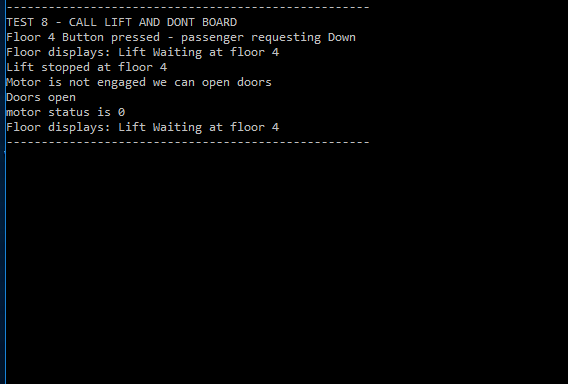 ----------------------------------------------------
TEST 8 - CALL LIFT AND DONT BOARD
Floor 4 Button pressed - passenger requesting Down
Floor displays: Lift Waiting at floor 4
Lift stopped at floor 4
Motor is not engaged we can open doors
Doors open
motor status is 0
Floor displays: Lift Waiting at floor 4
----------------------------------------------------